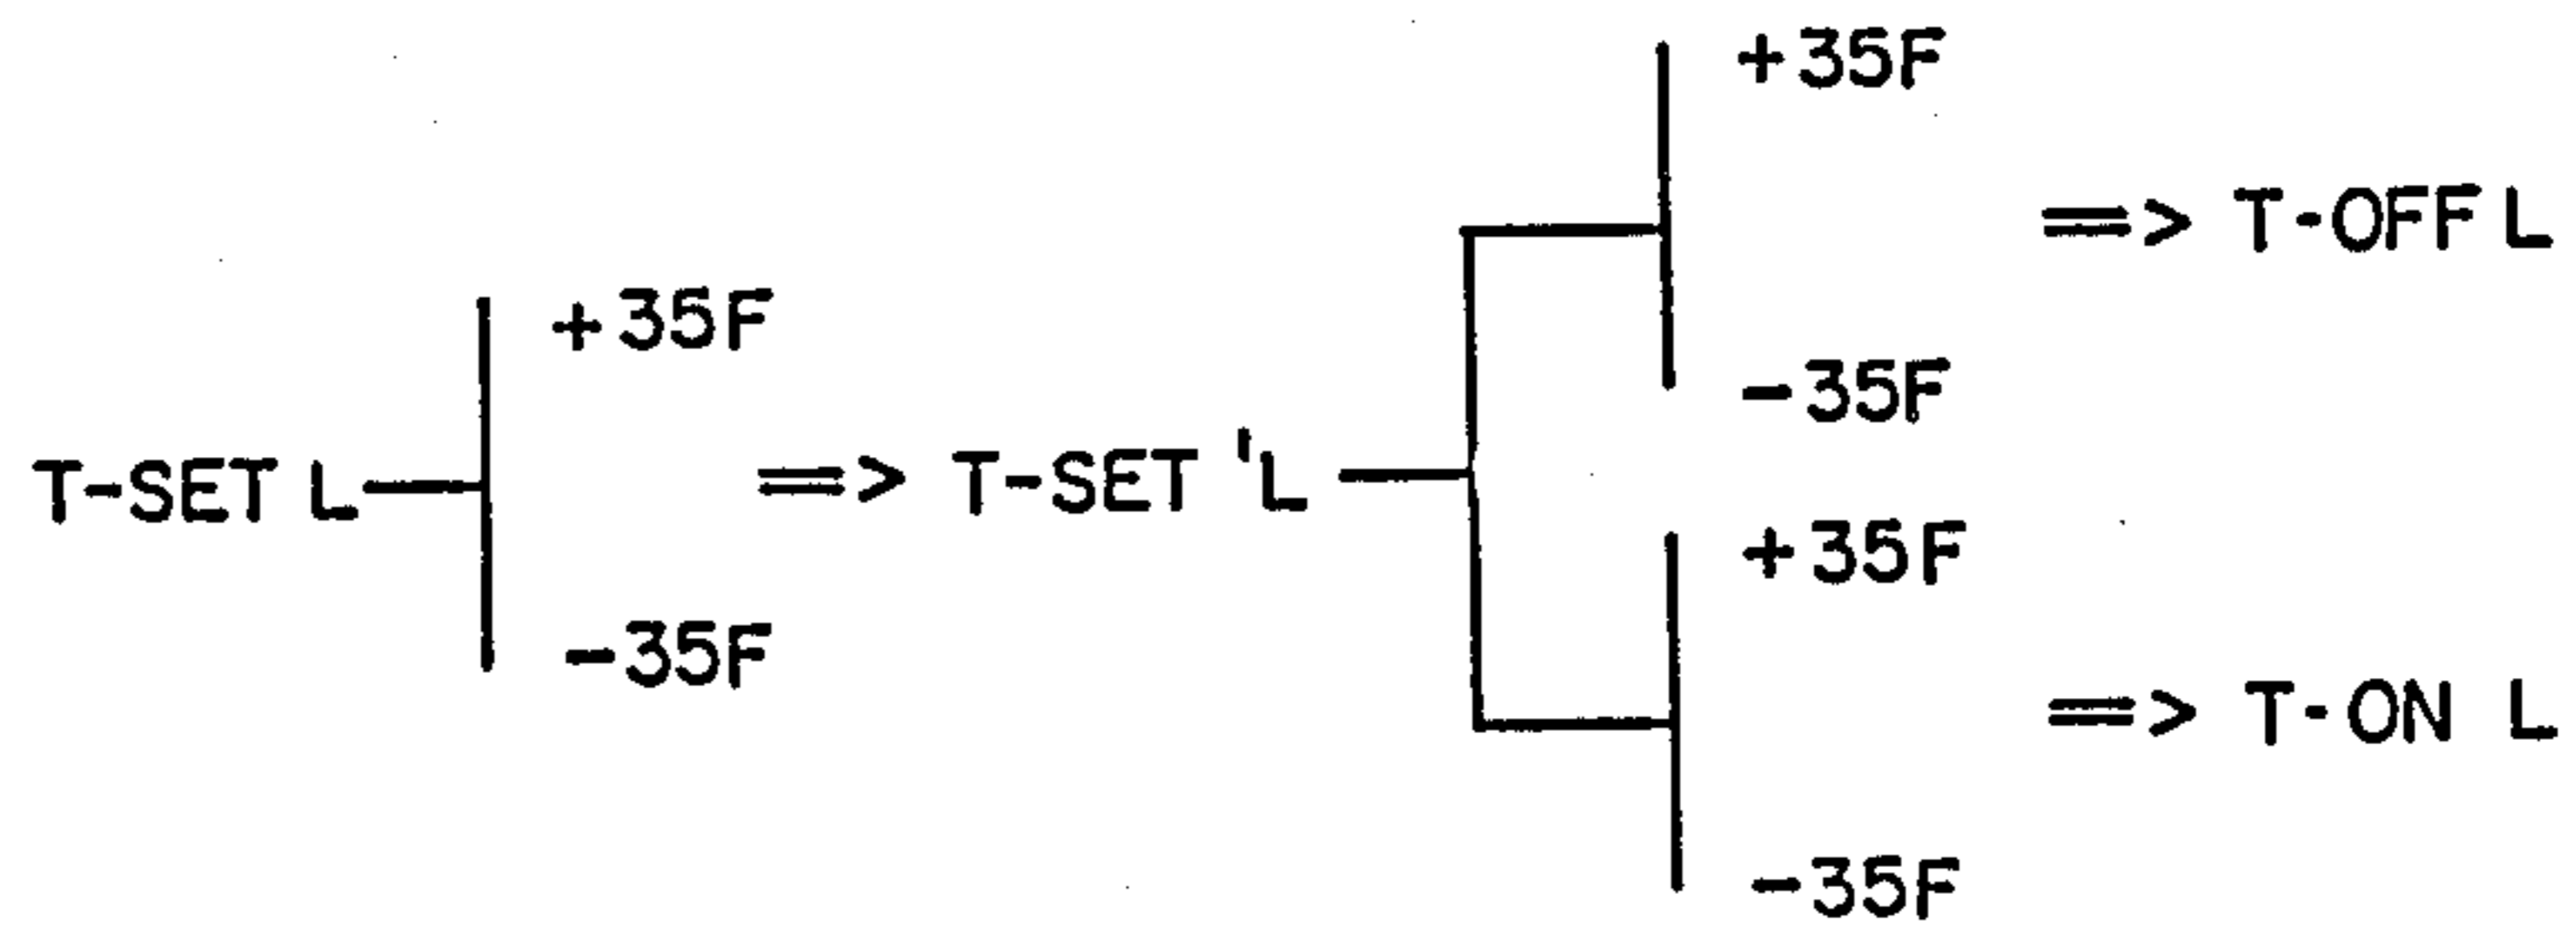 +35F
=> T-OFF L
+35F
-35F
T-SET L
=> T-SET 'L
+35F
-35F
=> T-ON L
-35F